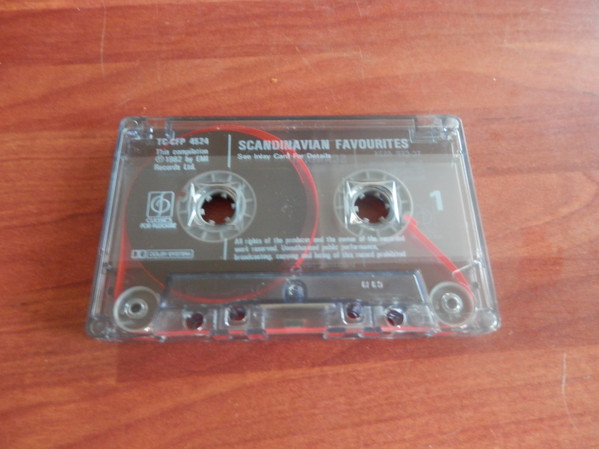 TC-CFP 4524
This compilation
℗1982 by EMI
Records Ltd.
SCANDINAVIAN FAVOURITES
See Inlay Card For Details
1
CLASSICS
FOR PLEASURE
DOLBY SYSTEM
All rights of the producer and the owner of the recorded
work reserved. Unauthorised public performance,
broadcasting, copying and hiring of this record prohibited